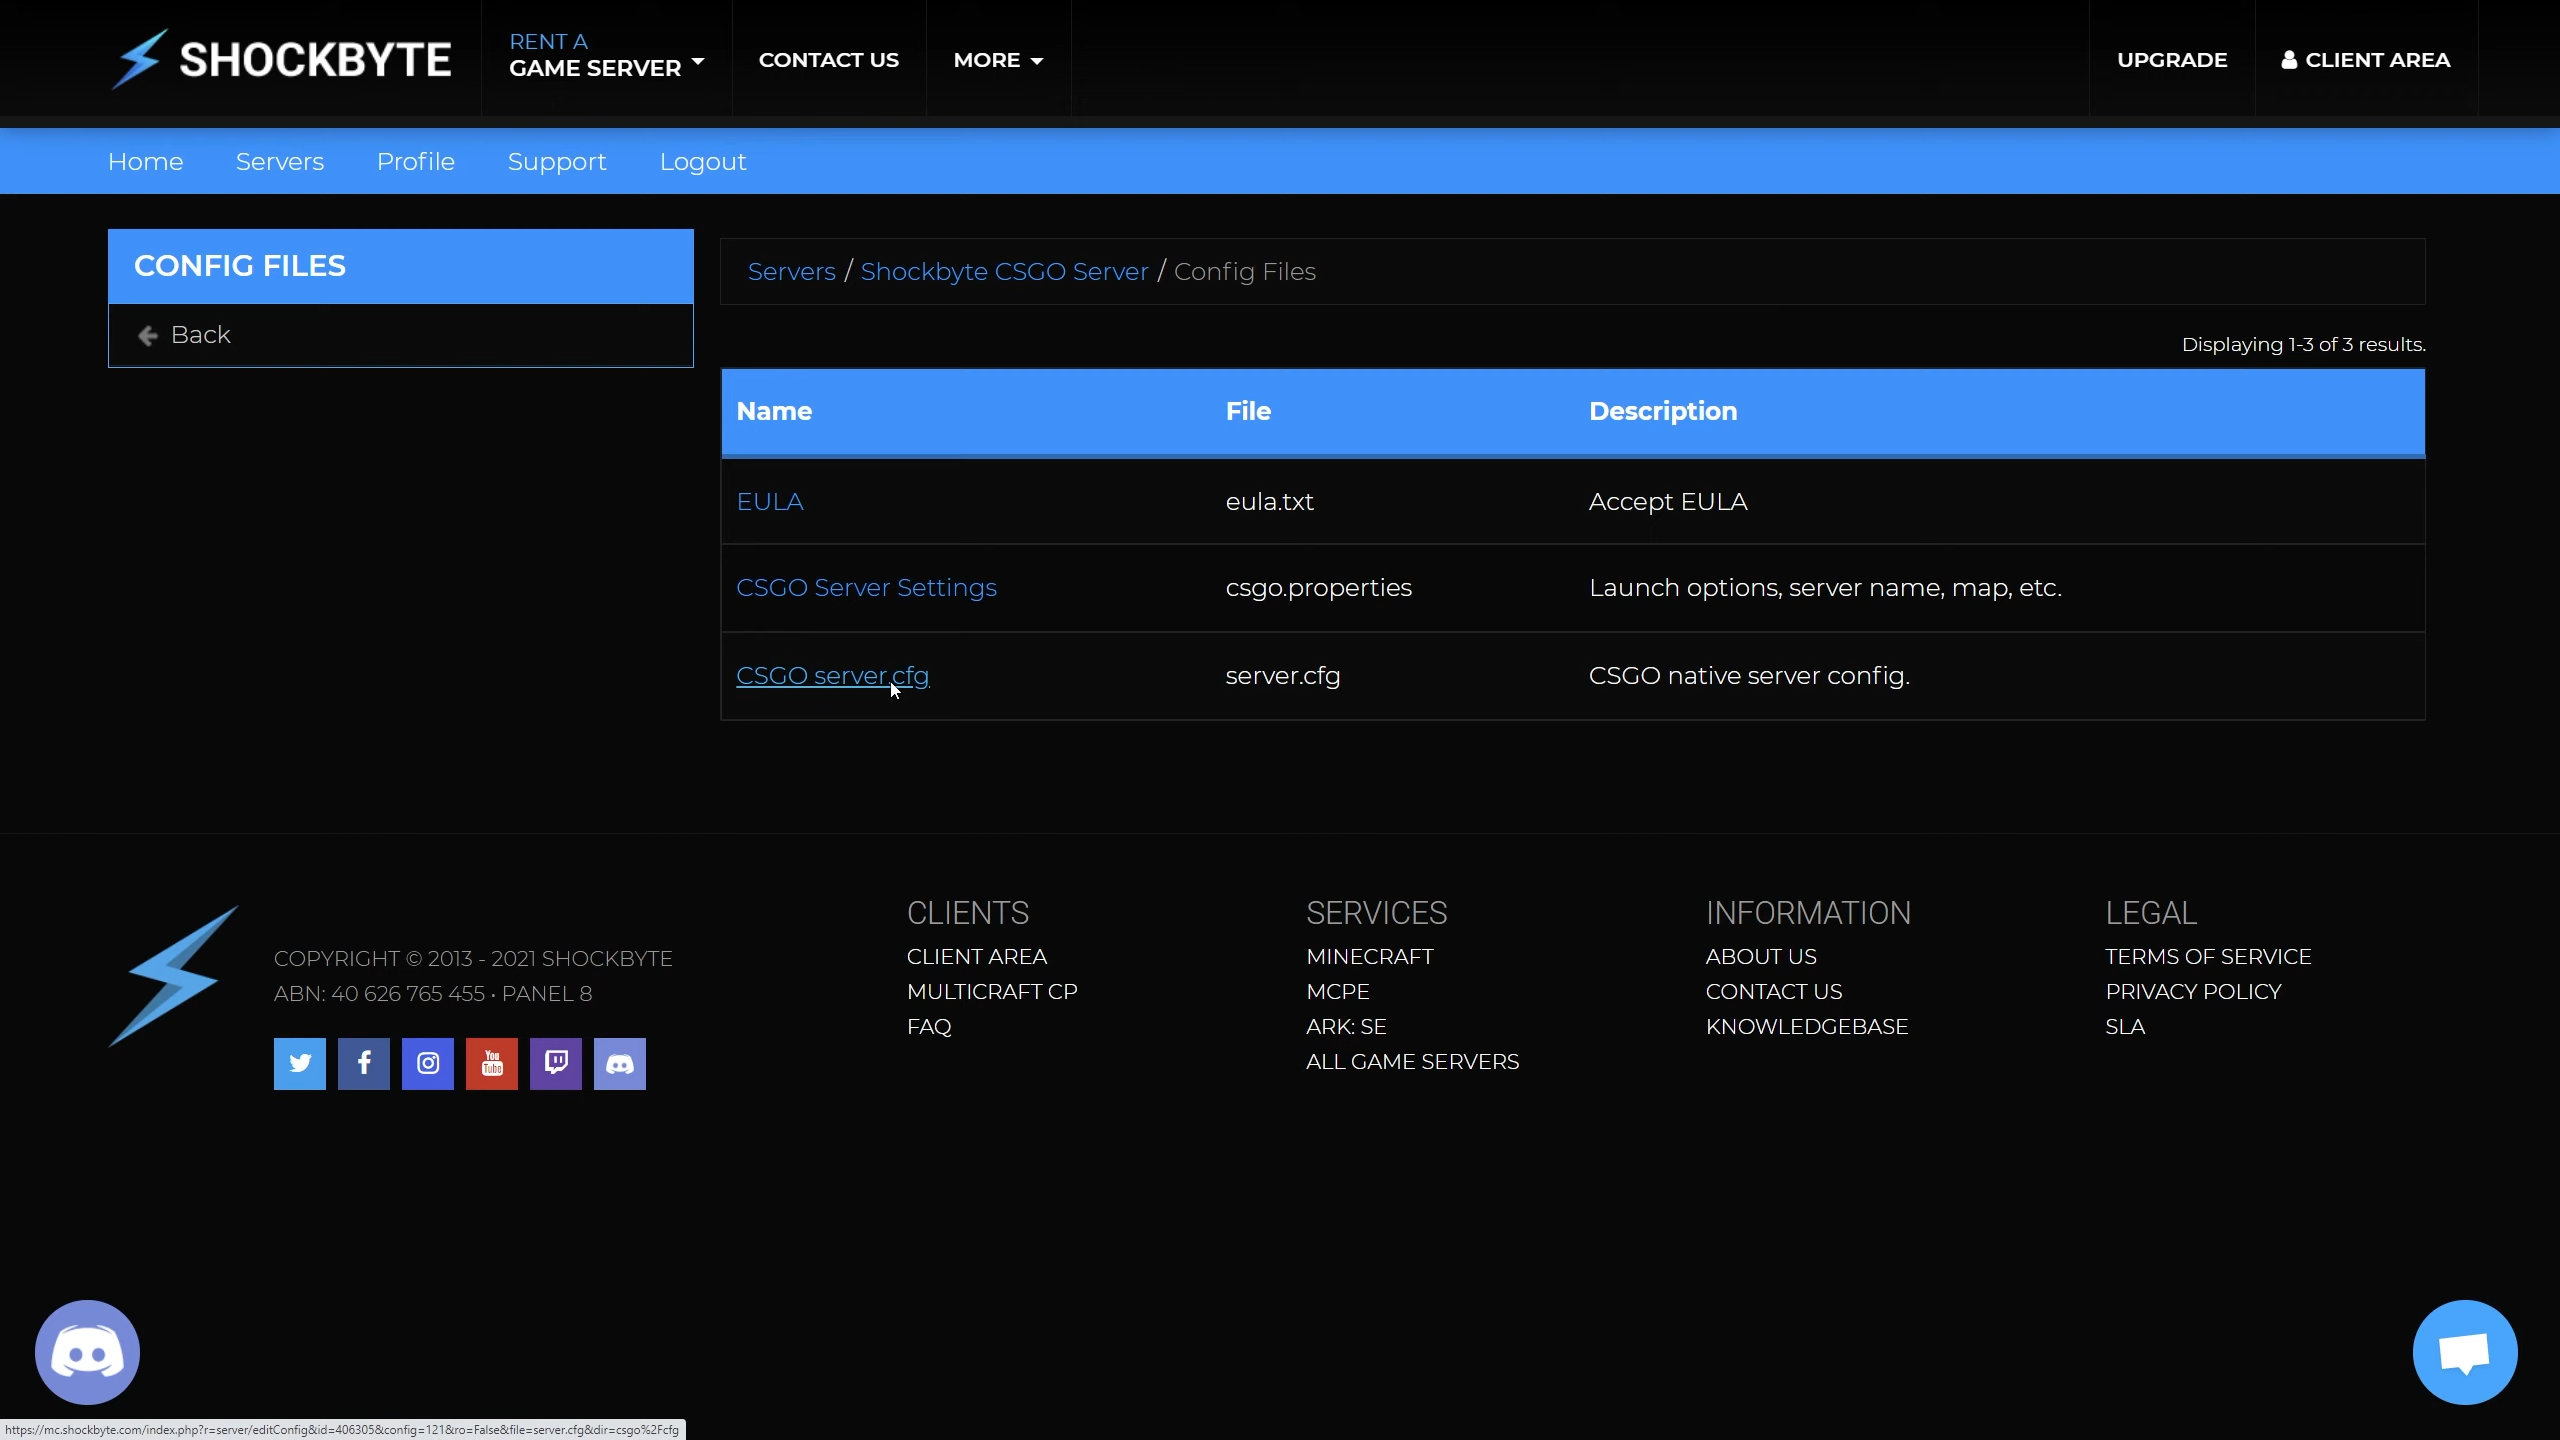 SHOCKBYTE
RENT A
GAME SERVER
CONTACT US
MORE
UPGRADE
CLIENT AREA
Home
Servers
Profile
Support
Logout
CONFIG FILES
Back
Servers / Shockbyte CSGO Server / Config Files
Displaying 1-3 of 3 results.
Name File Description
EULA eula.txt Accept EULA
CSGO Server Settings csgo.properties Launch options, server name, map, etc.
CSGO server.cfg server.cfg CSGO native server config.
COPYRIGHT © 2013 - 2021 SHOCKBYTE
ABN: 40 626 765 455 • PANEL 8
You
Tube
CLIENTS
CLIENT AREA
MULTICRAFT CP
FAQ
SERVICES
MINECRAFT
MCPE
ARK: SE
ALL GAME SERVERS
INFORMATION
ABOUT US
CONTACT US
KNOWLEDGEBASE
LEGAL
TERMS OF SERVICE
PRIVACY POLICY
SLA
https://mc.shockbyte.com/index.php?r=server/editConfig&id=406305&config=121&ro=False&file=server.cfg&dir=csgo%2Fcfg